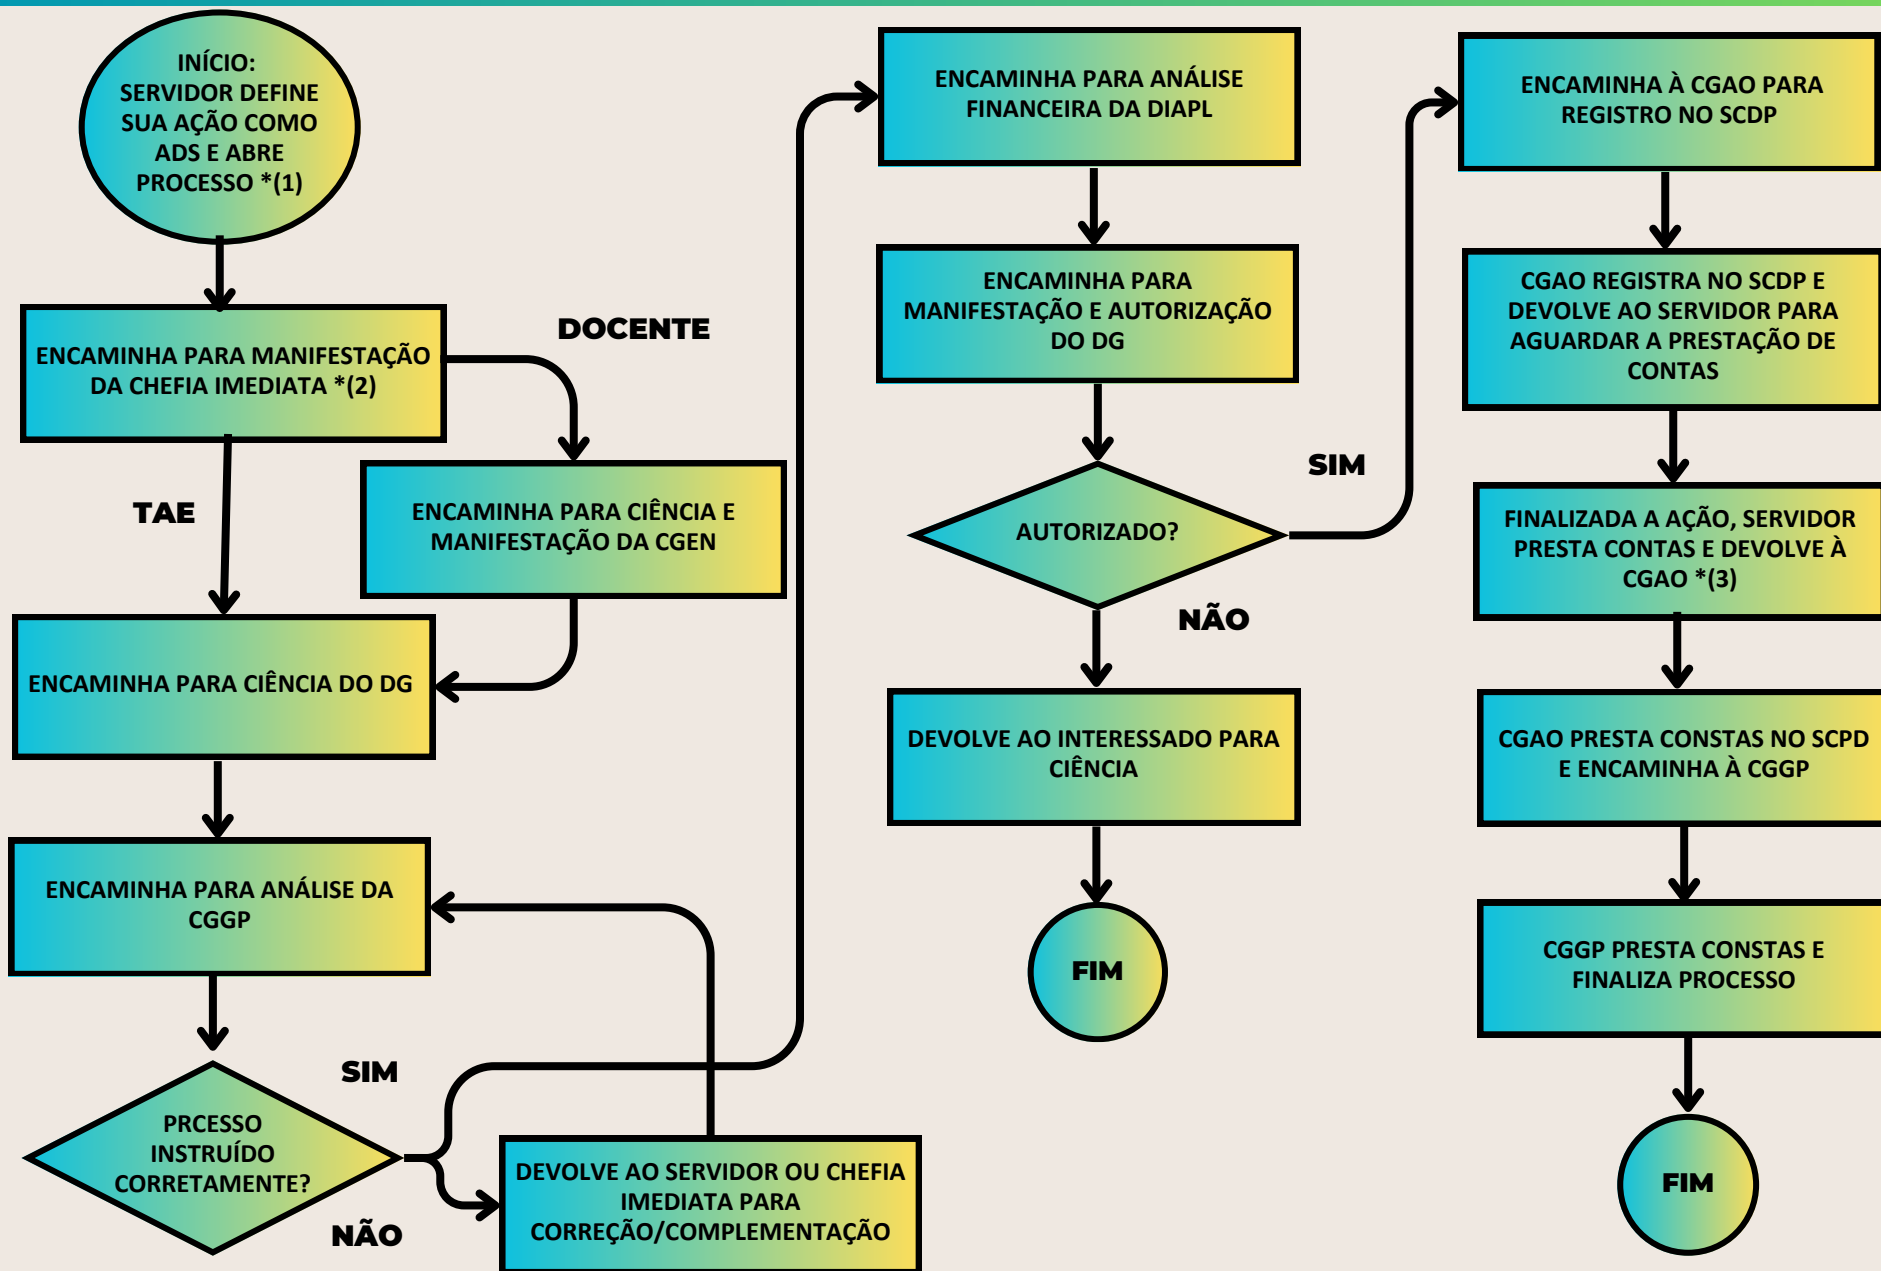 INÍCIO:
SERVIDOR DEFINE
SUA AÇÃO COMO
ADS E ABRE
PROCESSO *(1)
ENCAMINHA PARA MANIFESTAÇÃO
DA CHEFIA IMEDIATA *(2)
DOCENTE
TAE
ENCAMINHA PARA CIÊNCIA E
MANIFESTAÇÃO DA CGEN
ENCAMINHA PARA CIÊNCIA DO DG
ENCAMINHA PARA ANÁLISE DA
CGGP
PRCESSO
INSTRUÍDO
CORRETAMENTE?
SIM
NÃO
DEVOLVE AO SERVIDOR OU CHEFIA
IMEDIATA PARA
CORREÇÃO/COMPLEMENTAÇÃO
ENCAMINHA PARA ANÁLISE
FINANCEIRA DA DIAPL
ENCAMINHA PARA
MANIFESTAÇÃO E AUTORIZAÇÃO
DO DG
AUTORIZADO?
SIM
NÃO
DEVOLVE AO INTERESSADO PARA
CIÊNCIA
FIM
ENCAMINHA À CGAO PARA
REGISTRO NO SCDP
CGAO REGISTRA NO SCDP E
DEVOLVE AO SERVIDOR PARA
AGUARDAR A PRESTAÇÃO DE
CONTAS
FINALIZADA A AÇÃO, SERVIDOR
PRESTA CONTAS E DEVOLVE À
CGAO *(3)
CGAO PRESTA CONSTAS NO SCPD
E ENCAMINHA À CGGP
CGGP PRESTA CONSTAS E
FINALIZA PROCESSO
FIM